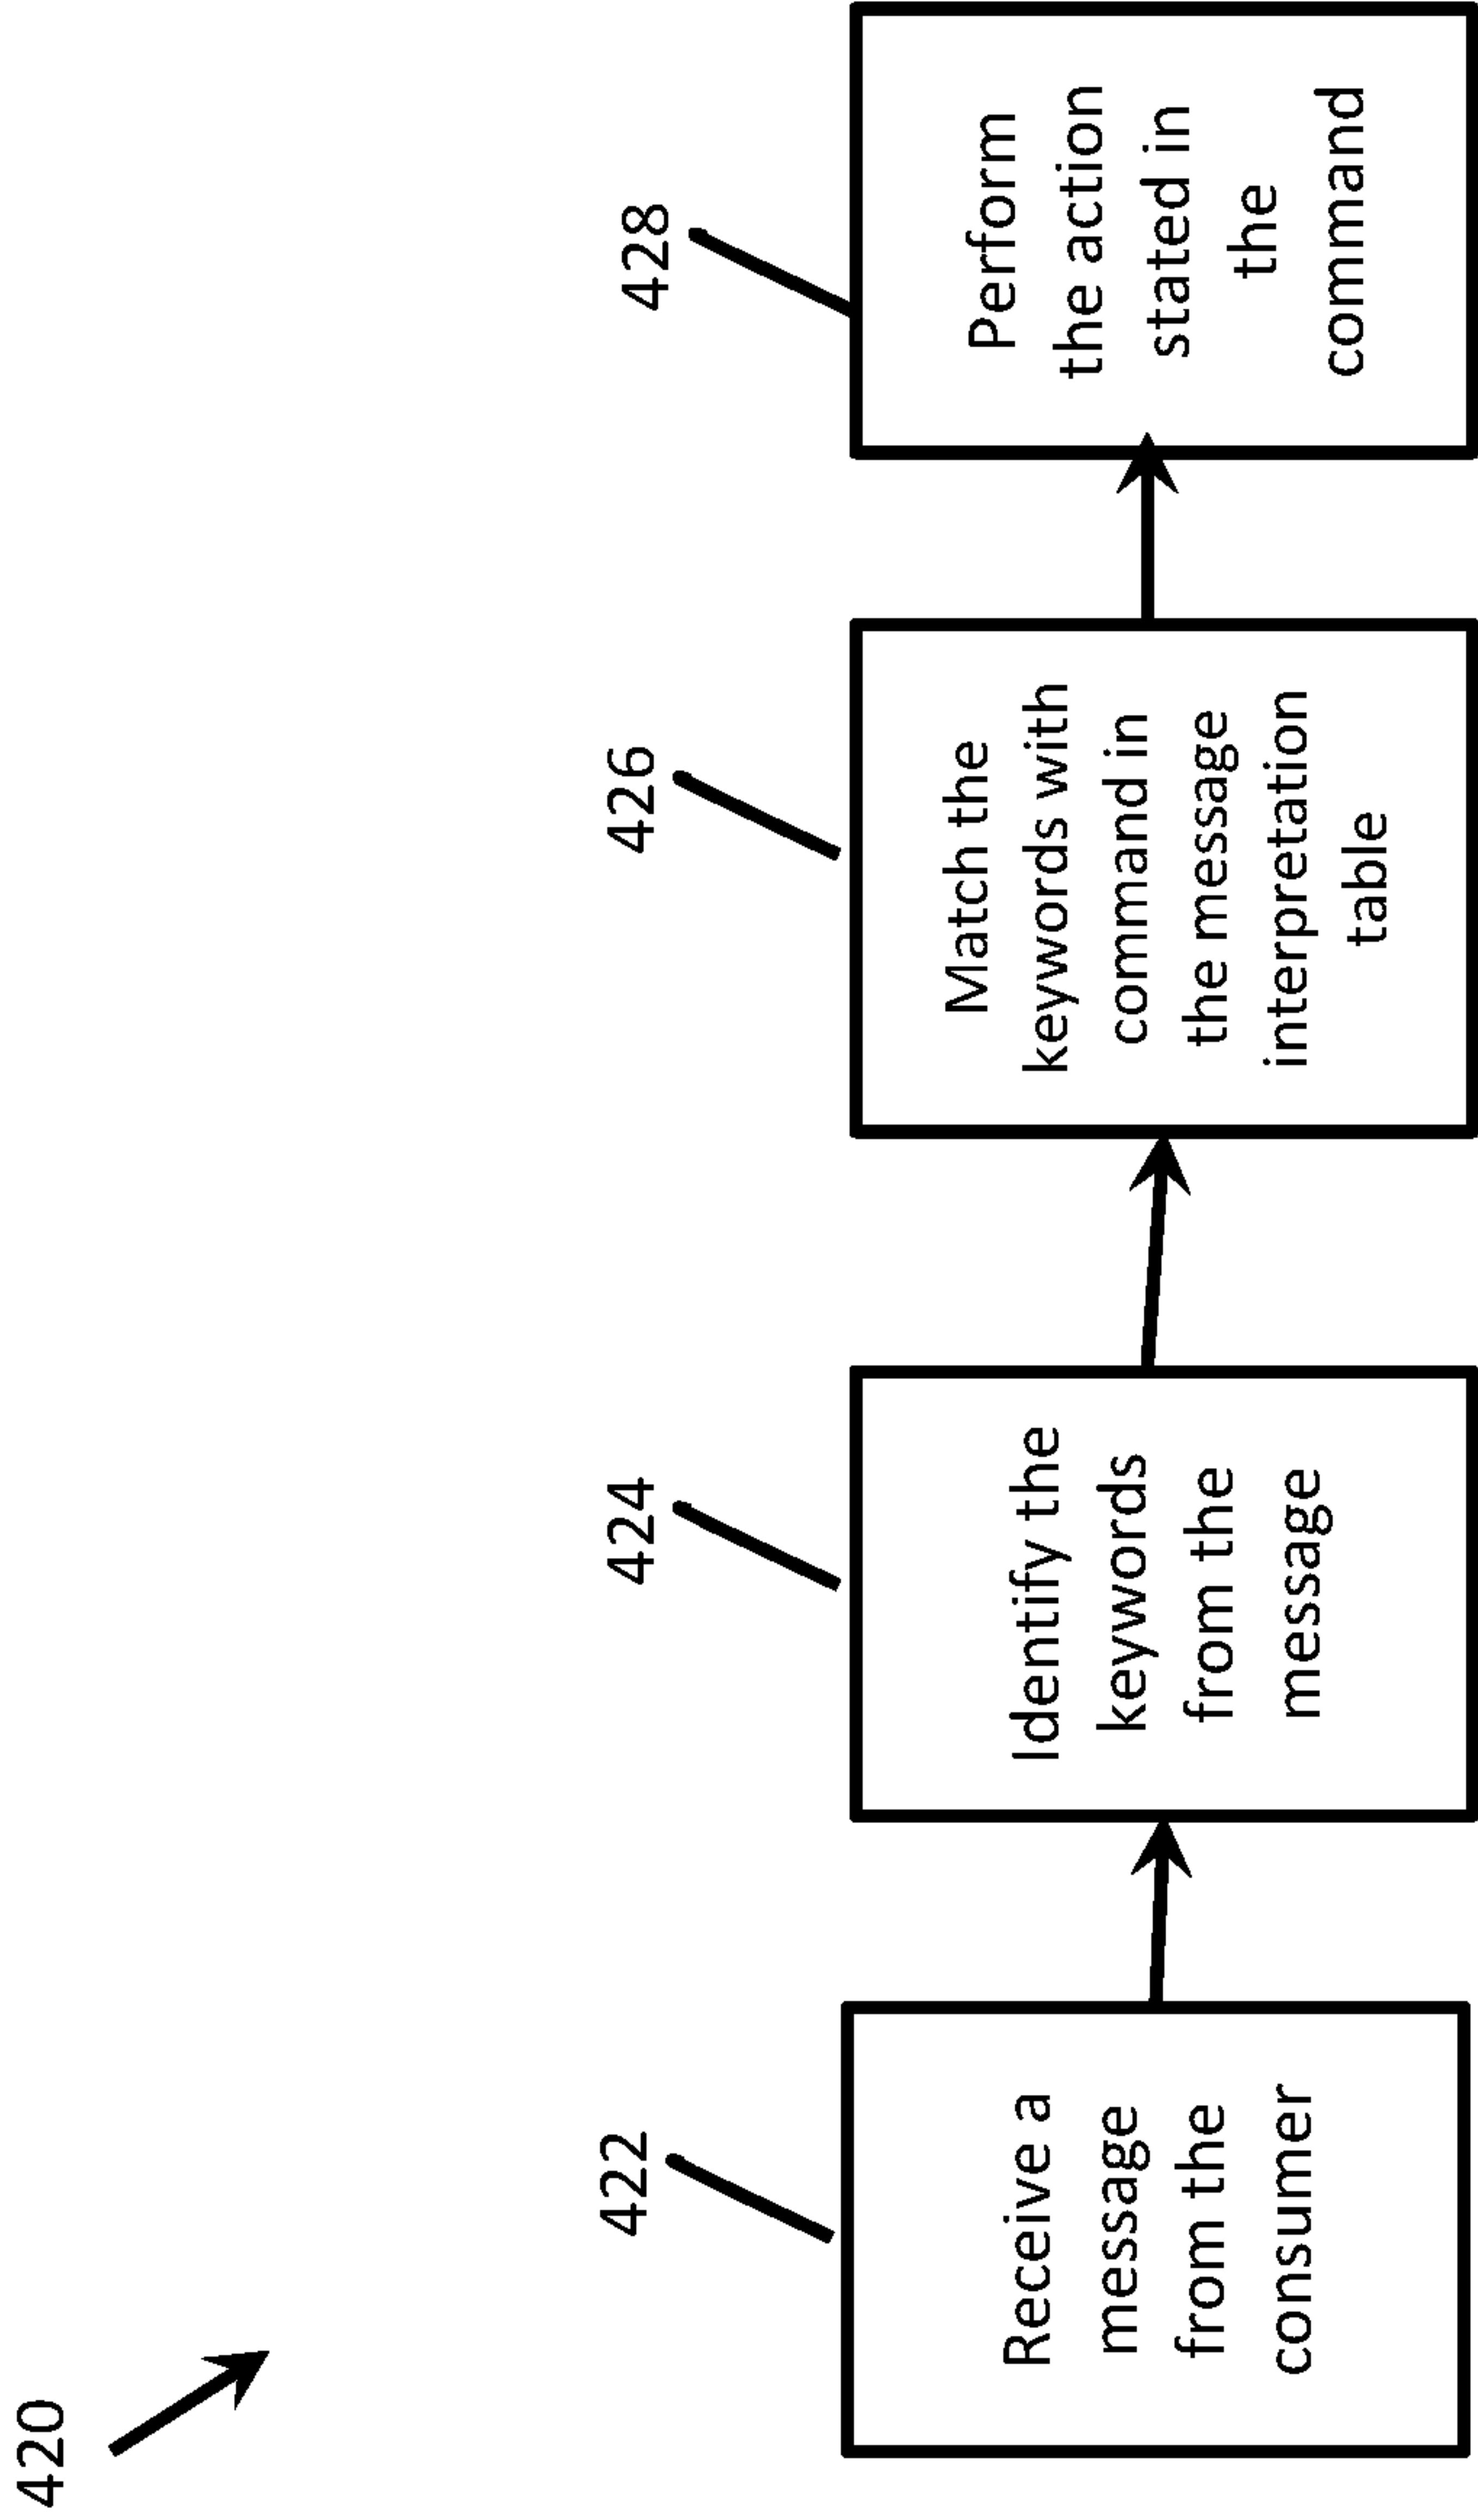 420
422
Receive a
message
from the
consumer
424
Identify the
keywords
from the
message
426
Match the
keywords with
command in
the message
interpretation
table
428
Perform
the action
stated in
the
command